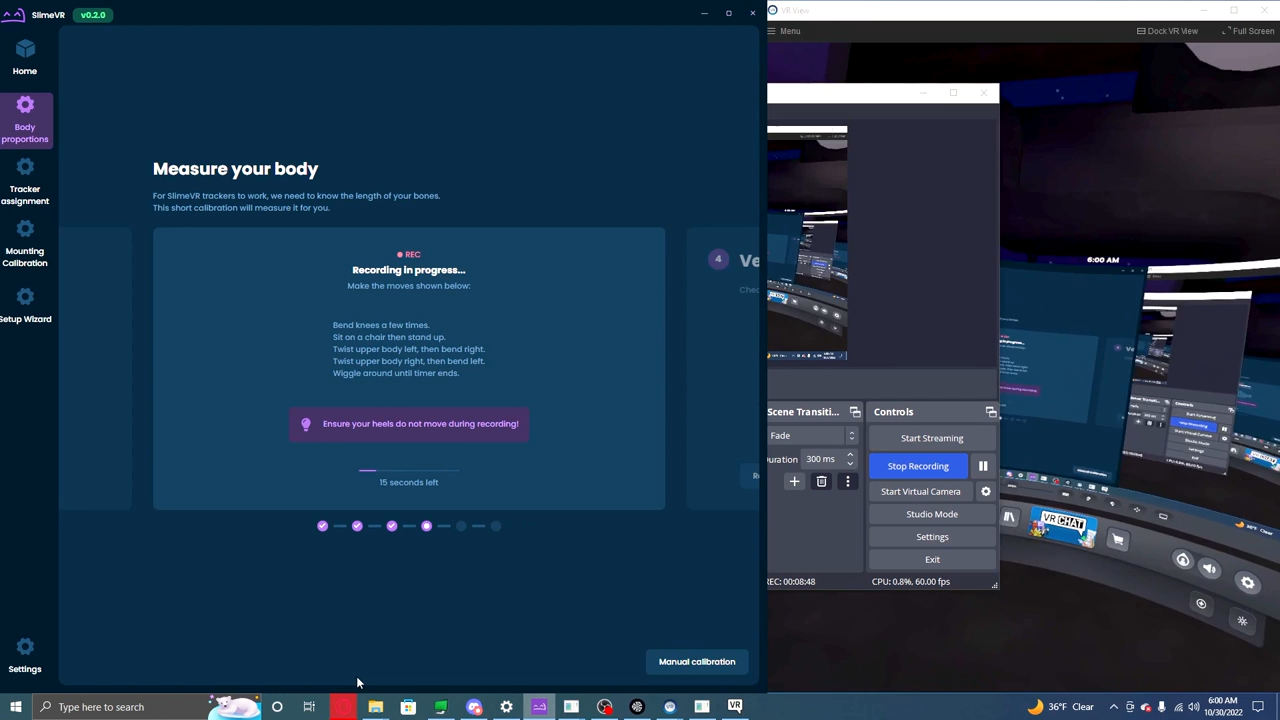 SlimeVR v0.2.0
Home
Body
proportions
Tracker
assignment
Mounting
Calibration
Setup Wizard
Settings
Measure your body
For SlimeVR trackers to work, we need to know the length of your bones.
This short calibration will measure it for you.
REC
Recording in progress...
Make the moves shown below:
Bend knees a few times.
Sit on a chair then stand up.
Twist upper body left, then bend right.
Twist upper body right, then bend left.
Wiggle around until timer ends.
Ensure your heels do not move during recording!
15 seconds left
4
Ve
Manual calibration
VR View
Menu
Dock VR View
Full Screen
6:00 AM
Scene Transiti...
Fade
Duration 300 ms
Controls
Start Streaming
Stop Recording
Start Virtual Camera
Studio Mode
Settings
Exit
REC: 00:08:48
CPU: 0.8%, 60.00 fps
VR CHAT
Type here to search
36°F Clear
6:00 AM
10/30/2022